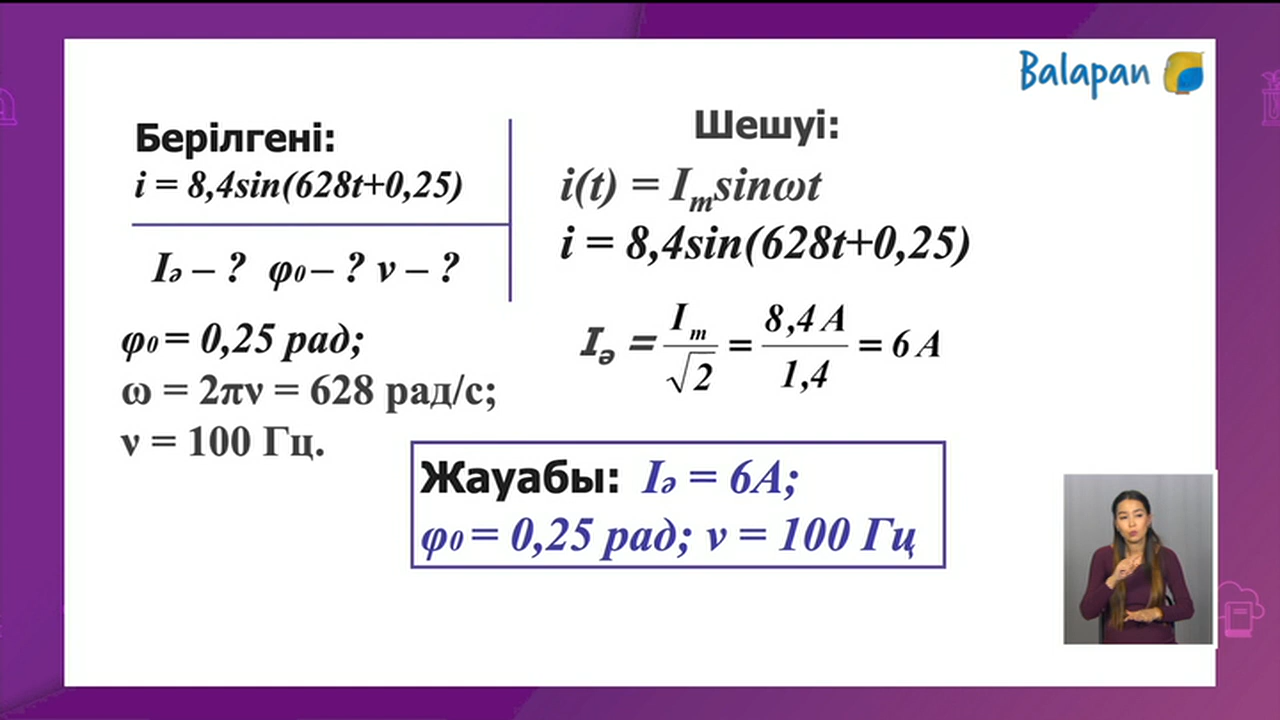 Balapan
Берілгені:
i = 8,4sin(628t+0,25)
Iә – ? φ0 – ? ν – ?
φ0 = 0,25 рад;
ω = 2πν = 628 рад/с;
ν = 100 Гц.
Шешуі:
i(t) = Imsinωt
i = 8,4sin(628t+0,25)
Iә = Im/√2 = 8,4 A/1,4 = 6 A
Жауабы: Iә = 6A;
φ0 = 0,25 рад; ν = 100 Гц